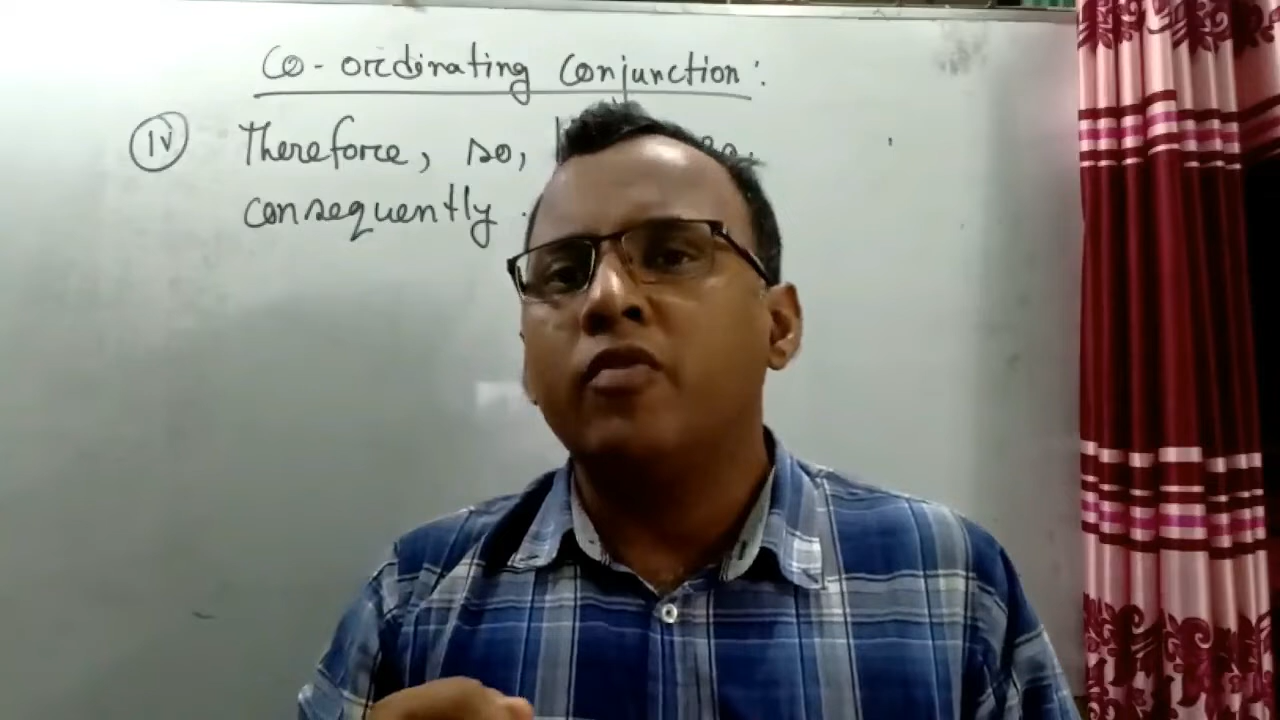 Co-ordinating Conjunction:
iv Therefore, so,
consequently.